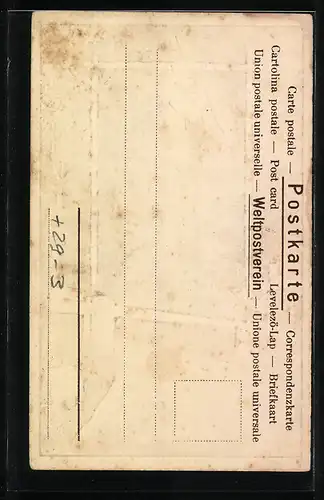 Carte postale — Postkarte — Correspondenzkarte
Cartolina postale — Post card Levelező-Lap — Briefkaart
Union postale universelle — Weltpostverein — Unione postale universale
+29-3